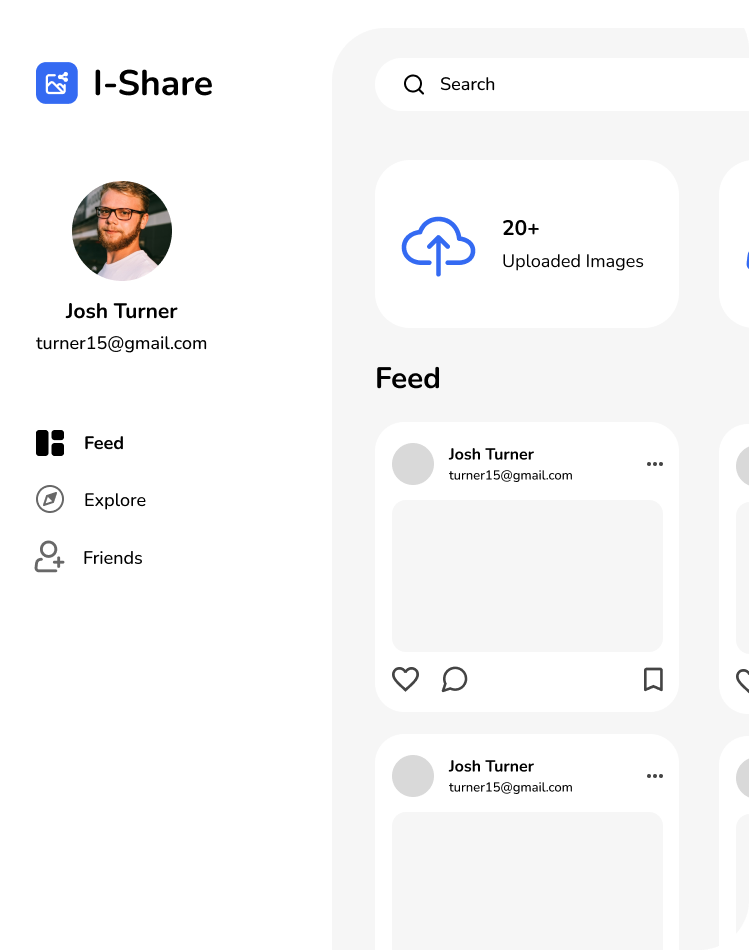 I-Share
Josh Turner
turner15@gmail.com
Feed
Explore
Friends
Search
20+
Uploaded Images
Feed
Josh Turner
turner15@gmail.com
Josh Turner
turner15@gmail.com